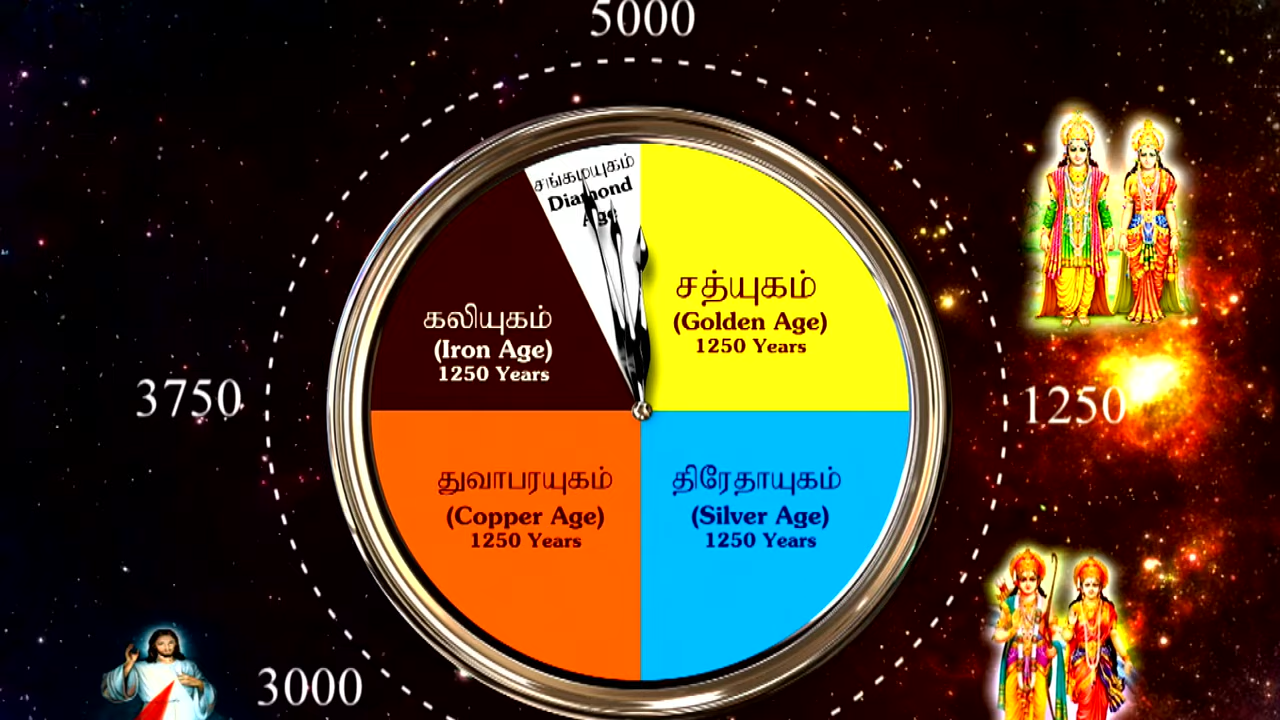 5000
சங்கமயுகம்
Diamond
Age
சத்யுகம்
(Golden Age)
1250 Years
கலியுகம்
(Iron Age)
1250 Years
3750
1250
துவாபரயுகம்
(Copper Age)
1250 Years
திரேதாயுகம்
(Silver Age)
1250 Years
3000